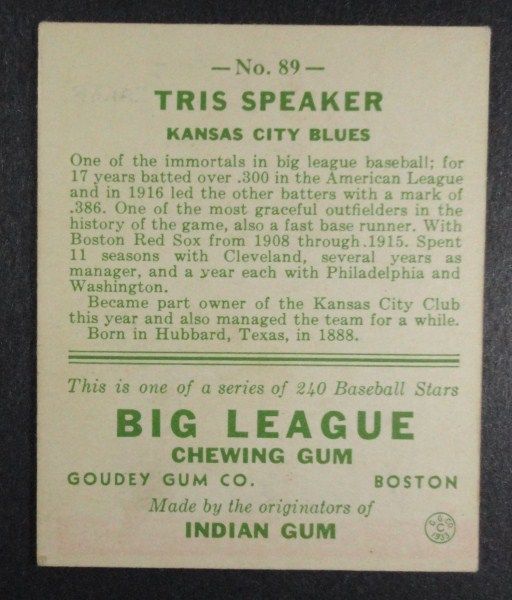 — No. 89 —
TRIS SPEAKER
KANSAS CITY BLUES
One of the immortals in big league baseball; for
17 years batted over .300 in the American League
and in 1916 led the other batters with a mark of
.386. One of the most graceful outfielders in the
history of the game, also a fast base runner. With
Boston Red Sox from 1908 through .1915. Spent
11 seasons with Cleveland, several years as
manager, and a year each with Philadelphia and
Washington.
Became part owner of the Kansas City Club
this year and also managed the team for a while.
Born in Hubbard, Texas, in 1888.
This is one of a series of 240 Baseball Stars
BIG LEAGUE
CHEWING GUM
GOUDEY GUM CO. BOSTON
Made by the originators of
INDIAN GUM
G. G. CO.
C
1933